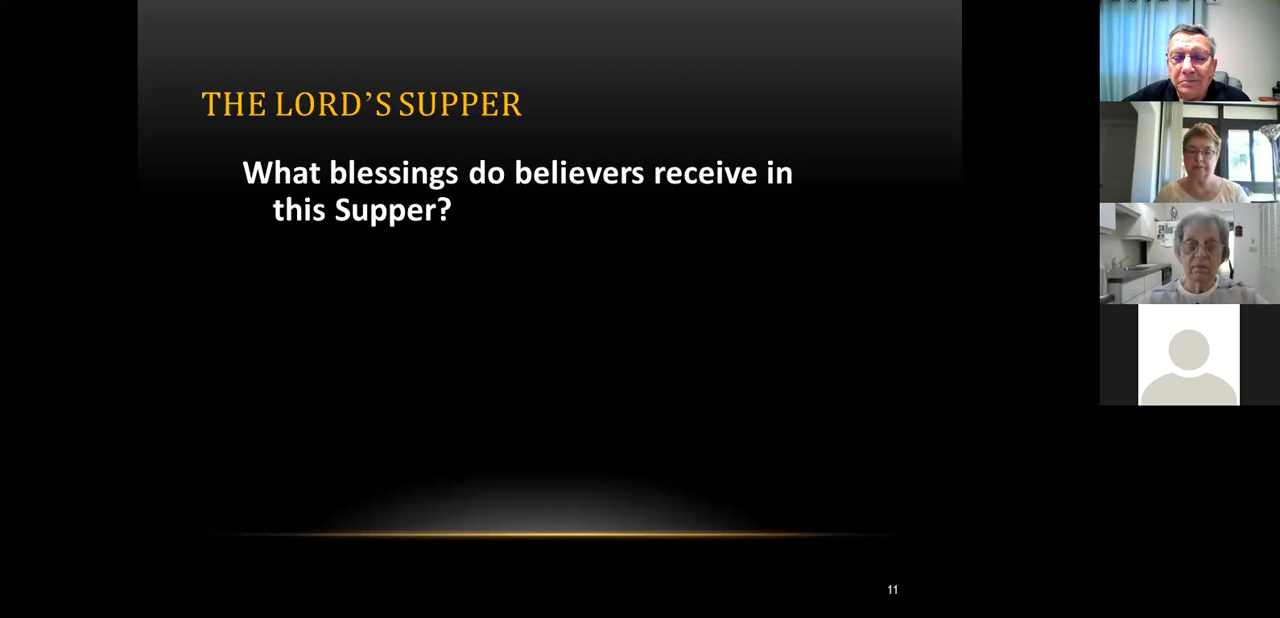 THE LORD’S SUPPER
What blessings do believers receive in
this Supper?
11